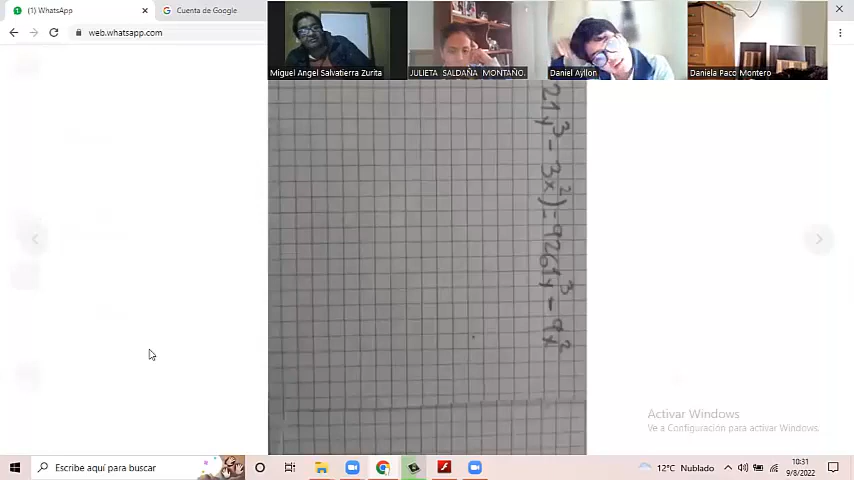 (1) WhatsApp
Cuenta de Google
web.whatsapp.com
Miguel Angel Salvatierra Zurita
JULIETA SALDAÑA MONTAÑO.
Daniel Ayllon
Daniela Paco Montero
21y³ - 3x²) = 9261y³ - 9x²
Activar Windows
Ve a Configuración para activar Windows.
Escribe aquí para buscar
12°C Nublado
10:31
9/8/2022